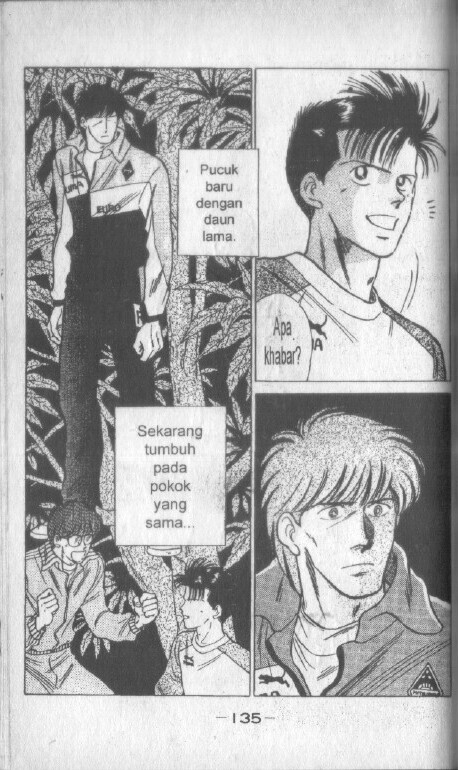 Pucuk
baru
dengan
daun
lama.
Apa
khabar?
Sekarang
tumbuh
pada
pokok
yang
sama...
—135—